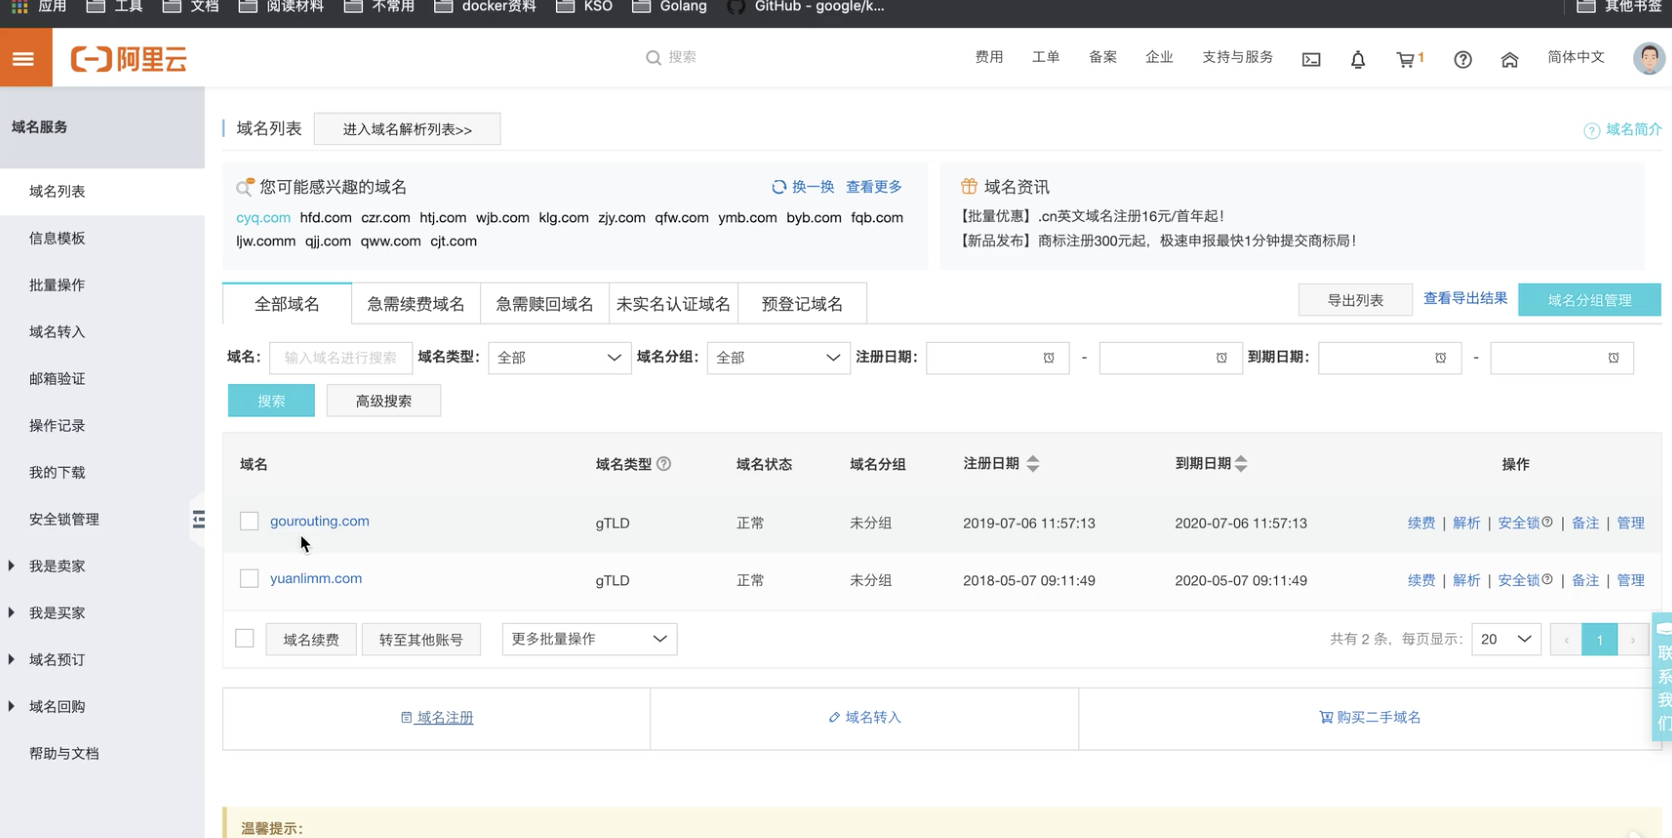 应用 工具 文档 阅读材料 不常用 docker资料 KSO Golang GitHub - google/k... 其他书签
阿里云 搜索 费用 工单 备案 企业 支持与服务 1 简体中文
域名服务
域名列表
信息模板
批量操作
域名转入
邮箱验证
操作记录
我的下载
安全锁管理
我是卖家
我是买家
域名预订
域名回购
帮助与文档
域名列表 进入域名解析列表>> 域名简介
您可能感兴趣的域名 换一换 查看更多
cyq.com hfd.com czr.com htj.com wjb.com klg.com zjy.com qfw.com ymb.com byb.com fqb.com
ljw.comm qjj.com qww.com cjt.com
域名资讯
【批量优惠】.cn英文域名注册16元/首年起！
【新品发布】商标注册300元起，极速申报最快1分钟提交商标局！
全部域名 急需续费域名 急需赎回域名 未实名认证域名 预登记域名 导出列表 查看导出结果 域名分组管理
域名： 输入域名进行搜索 域名类型： 全部 域名分组： 全部 注册日期： - 到期日期： -
搜索 高级搜索
域名 域名类型 域名状态 域名分组 注册日期 到期日期 操作
gourouting.com gTLD 正常 未分组 2019-07-06 11:57:13 2020-07-06 11:57:13 续费 | 解析 | 安全锁 | 备注 | 管理
yuanlimm.com gTLD 正常 未分组 2018-05-07 09:11:49 2020-05-07 09:11:49 续费 | 解析 | 安全锁 | 备注 | 管理
域名续费 转至其他账号 更多批量操作 共有 2 条，每页显示： 20 ‹ 1 ›
域名注册 域名转入 购买二手域名
联系我们
温馨提示：